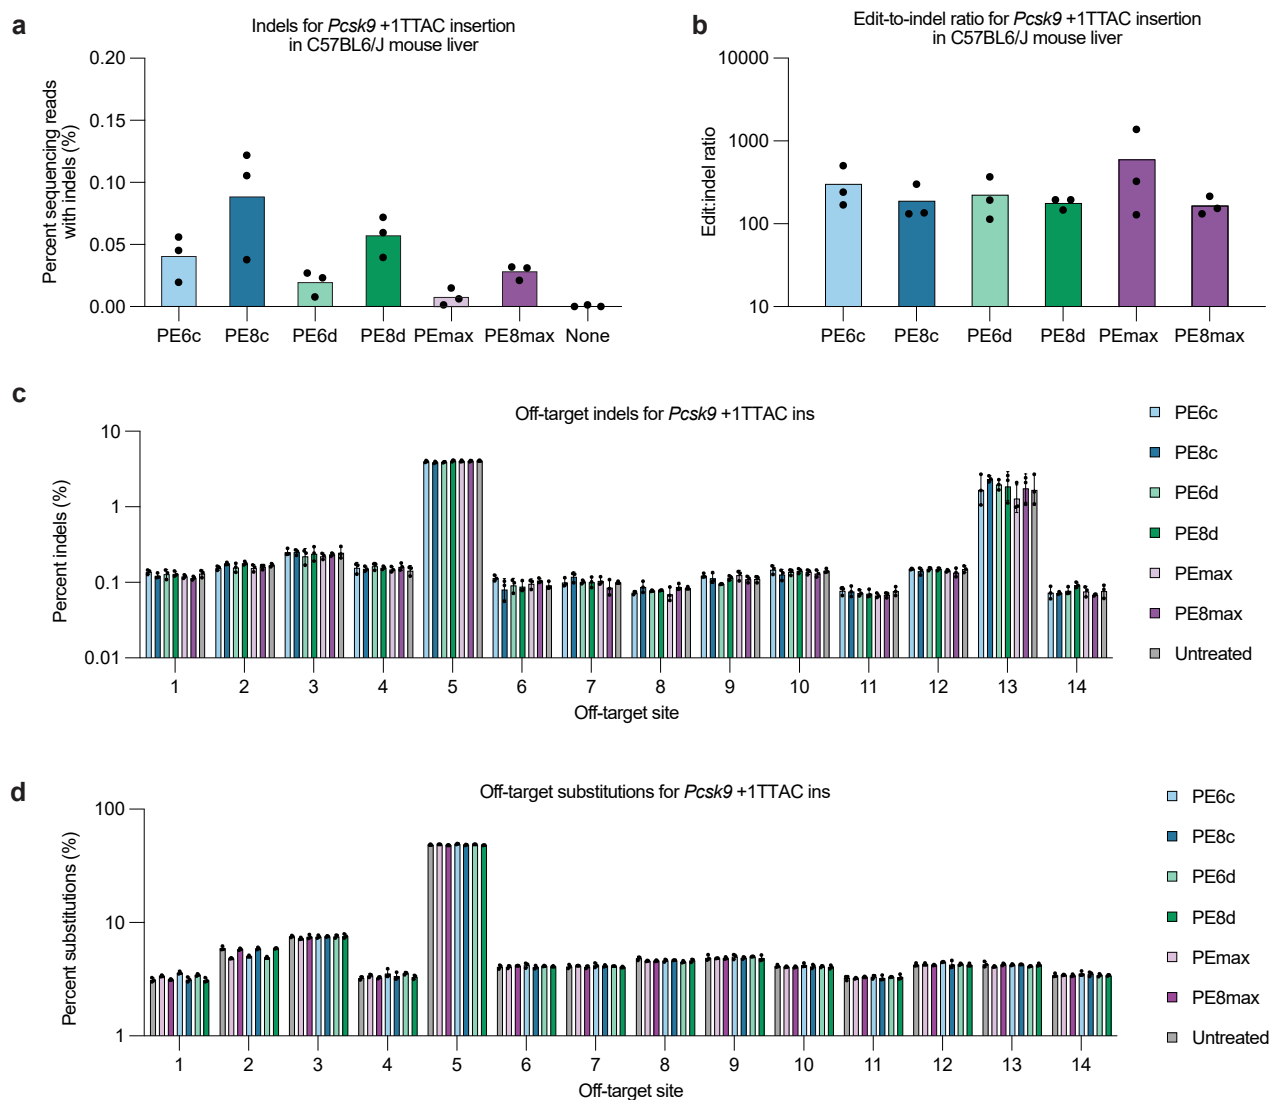 a
Indels for Pcsk9 +1TTAC insertion
in C57BL6/J mouse liver
Percent sequencing reads
with indels (%)
0.20
0.15
0.10
0.05
0.00
PE6c PE8c PE6d PE8d PEmax PE8max None
b
Edit-to-indel ratio for Pcsk9 +1TTAC insertion
in C57BL6/J mouse liver
Edit:indel ratio
10000
1000
100
10
PE6c PE8c PE6d PE8d PEmax PE8max
c
Off-target indels for Pcsk9 +1TTAC ins
Percent indels (%)
10
1
0.1
0.01
1 2 3 4 5 6 7 8 9 10 11 12 13 14
Off-target site
PE6c
PE8c
PE6d
PE8d
PEmax
PE8max
Untreated
d
Off-target substitutions for Pcsk9 +1TTAC ins
Percent substitutions (%)
100
10
1
1 2 3 4 5 6 7 8 9 10 11 12 13 14
Off-target site
PE6c
PE8c
PE6d
PE8d
PEmax
PE8max
Untreated